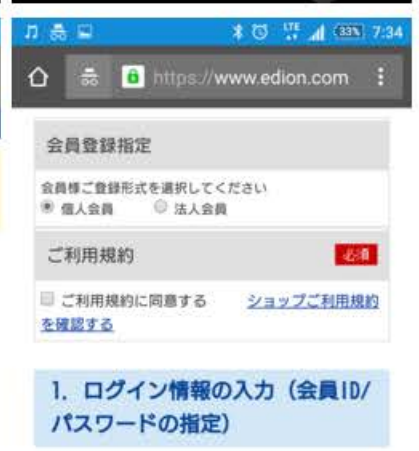 LTE 33% 7:34
https://www.edion.com
会員登録指定
会員様ご登録形式を選択してください
個人会員 法人会員
ご利用規約 必須
ご利用規約に同意する ショップご利用規約
を確認する
1. ログイン情報の入力（会員ID/
パスワードの指定）